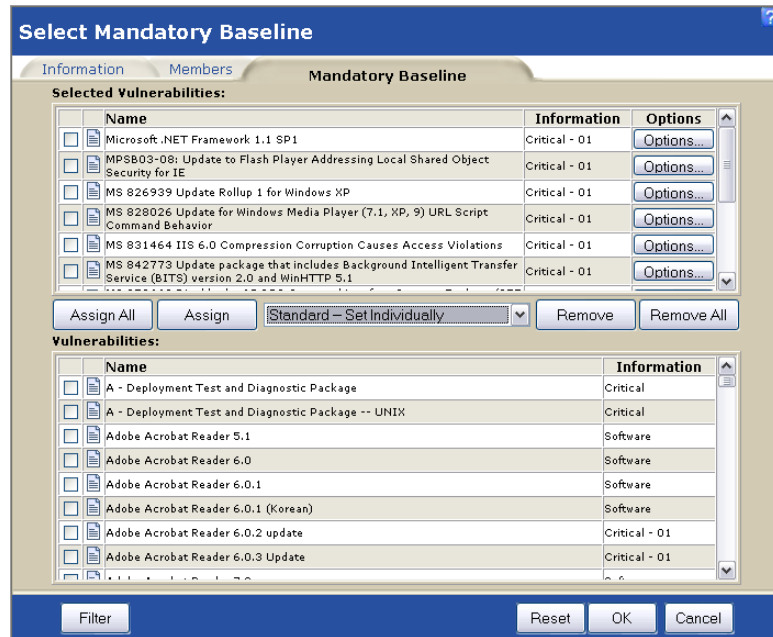 ?
Select Mandatory Baseline
Information Members Mandatory Baseline
Selected Vulnerabilities:
Name Information Options
Microsoft .NET Framework 1.1 SP1 Critical - 01 Options...
MPSB03-08: Update to Flash Player Addressing Local Shared Object
Security for IE Critical - 01 Options...
MS 826939 Update Rollup 1 for Windows XP Critical - 01 Options...
MS 828026 Update for Windows Media Player (7.1, XP, 9) URL Script
Command Behavior Critical - 01 Options...
MS 831464 IIS 6.0 Compression Corruption Causes Access Violations Critical - 01 Options...
MS 842773 Update package that includes Background Intelligent Transfer
Service (BITS) version 2.0 and WinHTTP 5.1 Critical - 01 Options...
Assign All Assign Standard – Set Individually Remove Remove All
Vulnerabilities:
Name Information
A - Deployment Test and Diagnostic Package Critical
A - Deployment Test and Diagnostic Package -- UNIX Critical
Adobe Acrobat Reader 5.1 Software
Adobe Acrobat Reader 6.0 Software
Adobe Acrobat Reader 6.0.1 Software
Adobe Acrobat Reader 6.0.1 (Korean) Software
Adobe Acrobat Reader 6.0.2 update Critical - 01
Adobe Acrobat Reader 6.0.3 Update Critical - 01
Filter Reset OK Cancel